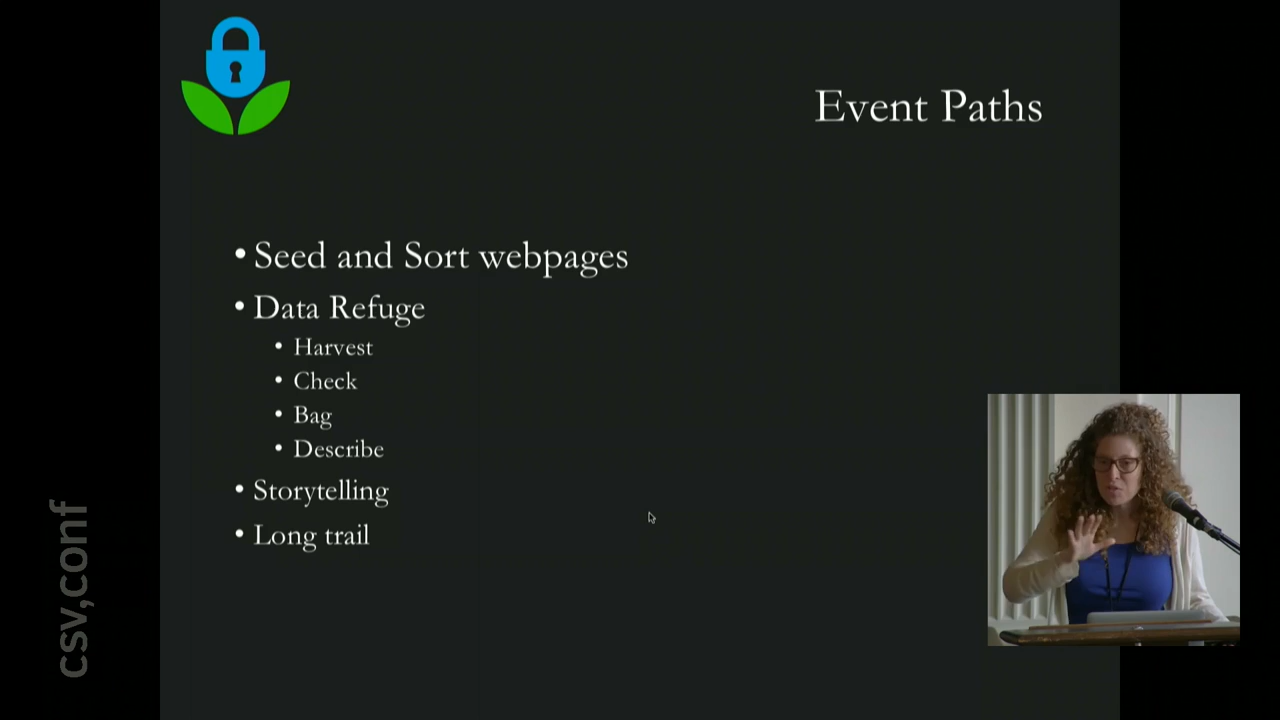 Event Paths
• Seed and Sort webpages
• Data Refuge
• Harvest
• Check
• Bag
• Describe
• Storytelling
• Long trail
csv,conf